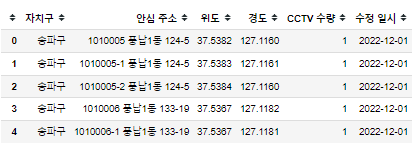 자치구 안심 주소 위도 경도 CCTV 수량 수정 일시
0 송파구 1010005 풍납1동 124-5 37.5382 127.1160 1 2022-12-01
1 송파구 1010005-1 풍납1동 124-5 37.5383 127.1161 1 2022-12-01
2 송파구 1010005-2 풍납1동 124-5 37.5384 127.1160 1 2022-12-01
3 송파구 1010006 풍납1동 133-19 37.5367 127.1182 1 2022-12-01
4 송파구 1010006-1 풍납1동 133-19 37.5367 127.1181 1 2022-12-01